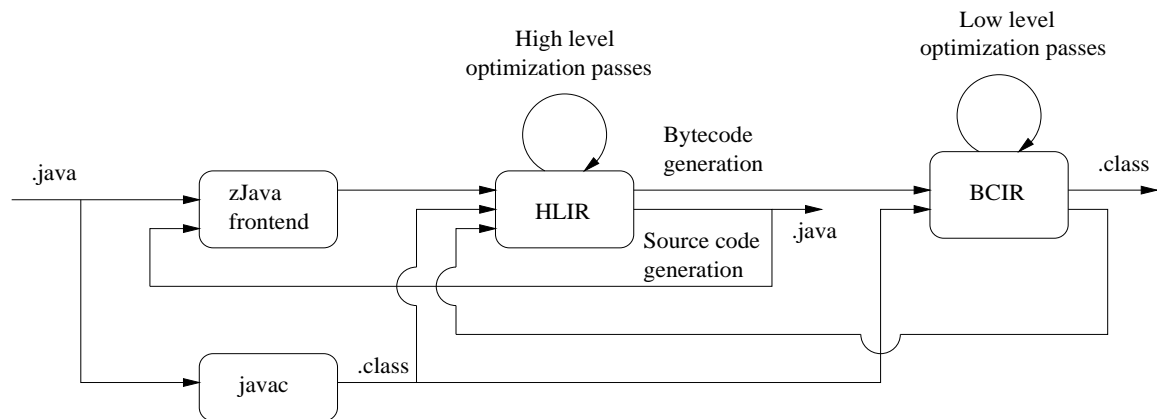 High level
optimization passes
Low level
optimization passes
.java
zJava
frontend
HLIR
Bytecode
generation
BCIR
.class
.java
Source code
generation
javac
.class